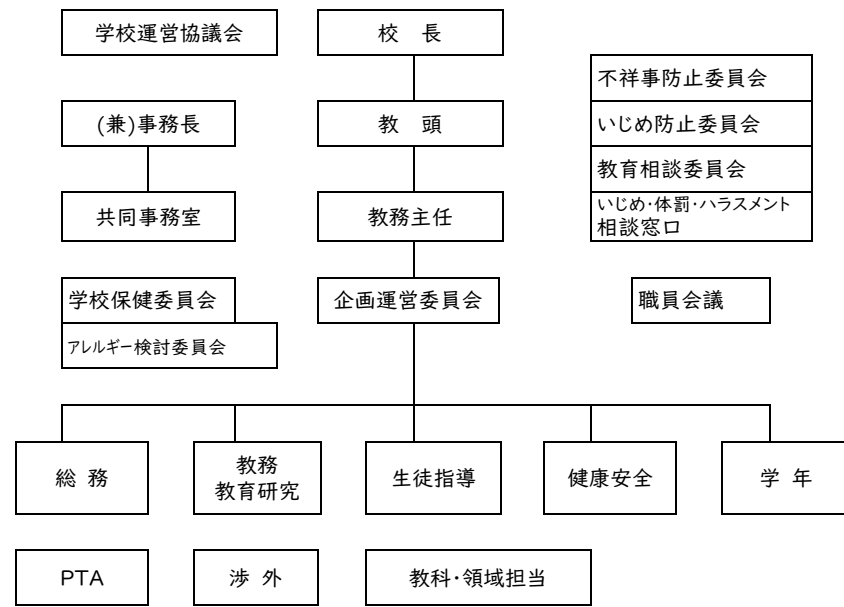 学校運営協議会
校　長
不祥事防止委員会
(兼)事務長
教　頭
いじめ防止委員会
教育相談委員会
共同事務室
教務主任
いじめ・体罰・ハラスメント
相談窓口
学校保健委員会
企画運営委員会
職員会議
アレルギー検討委員会
総 務
教務
教育研究
生徒指導
健康安全
学 年
PTA
渉 外
教科・領域担当